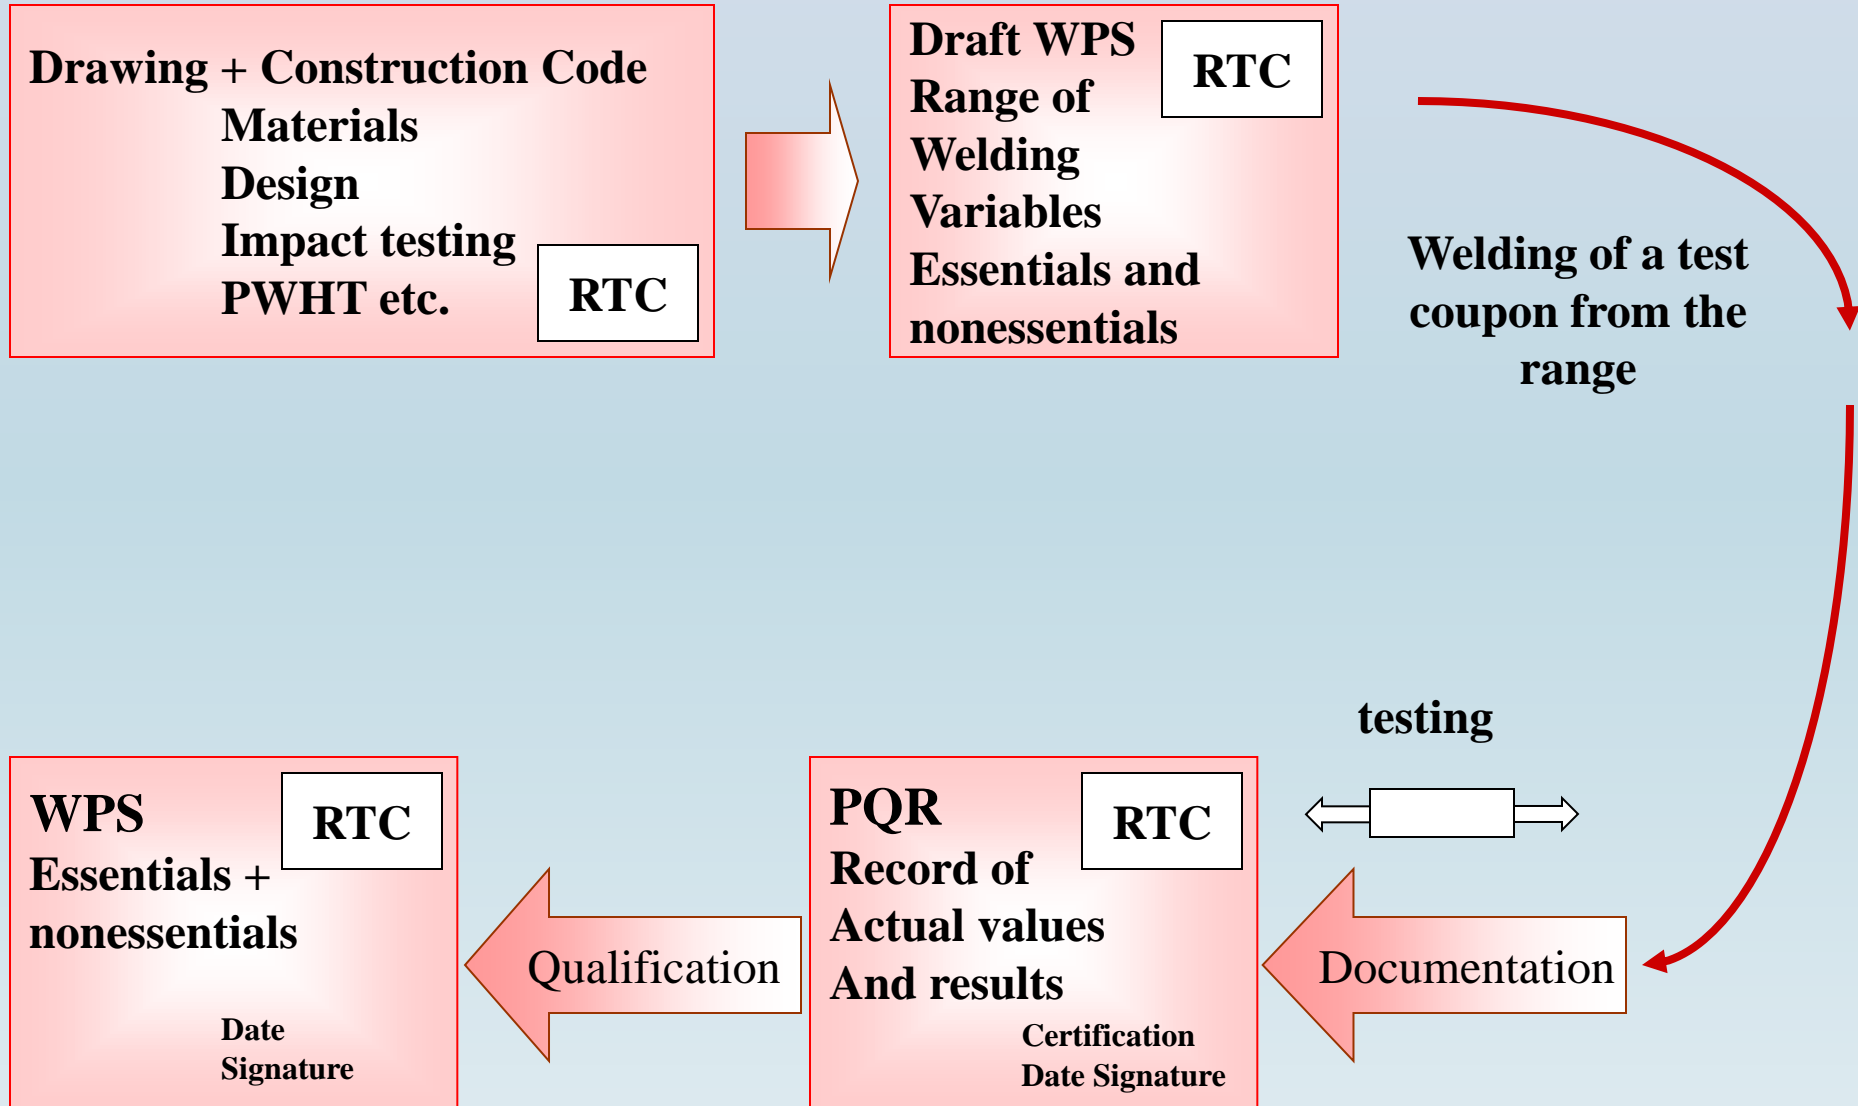 Drawing + Construction Code
Materials
Design
Impact testing
PWHT etc.
RTC
Draft WPS
Range of
Welding
Variables
Essentials and
nonessentials
RTC
Welding of a test
coupon from the
range
testing
Documentation
PQR
Record of
Actual values
And results
Certification
Date Signature
RTC
Qualification
WPS
Essentials +
nonessentials
Date
Signature
RTC